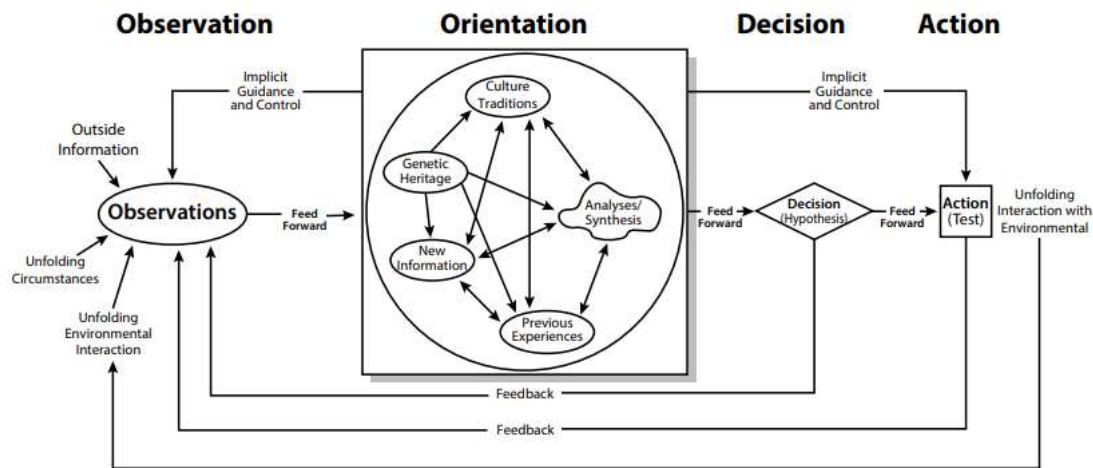 Observation
Orientation
Decision
Action
Implicit
Guidance
and Control
Culture
Traditions
Implicit
Guidance
and Control
Outside
Information
Genetic
Heritage
Observations
Feed
Forward
Analyses/
Synthesis
Feed
Forward
Decision
(Hypothesis)
Feed
Forward
Action
(Test)
Unfolding
Interaction with
Environmental
New
Information
Unfolding
Circumstances
Unfolding
Environmental
Interaction
Previous
Experiences
Feedback
Feedback